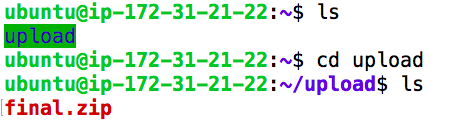 ubuntu@ip-172-31-21-22:~$ ls
upload
ubuntu@ip-172-31-21-22:~$ cd upload
ubuntu@ip-172-31-21-22:~/upload$ ls
final.zip